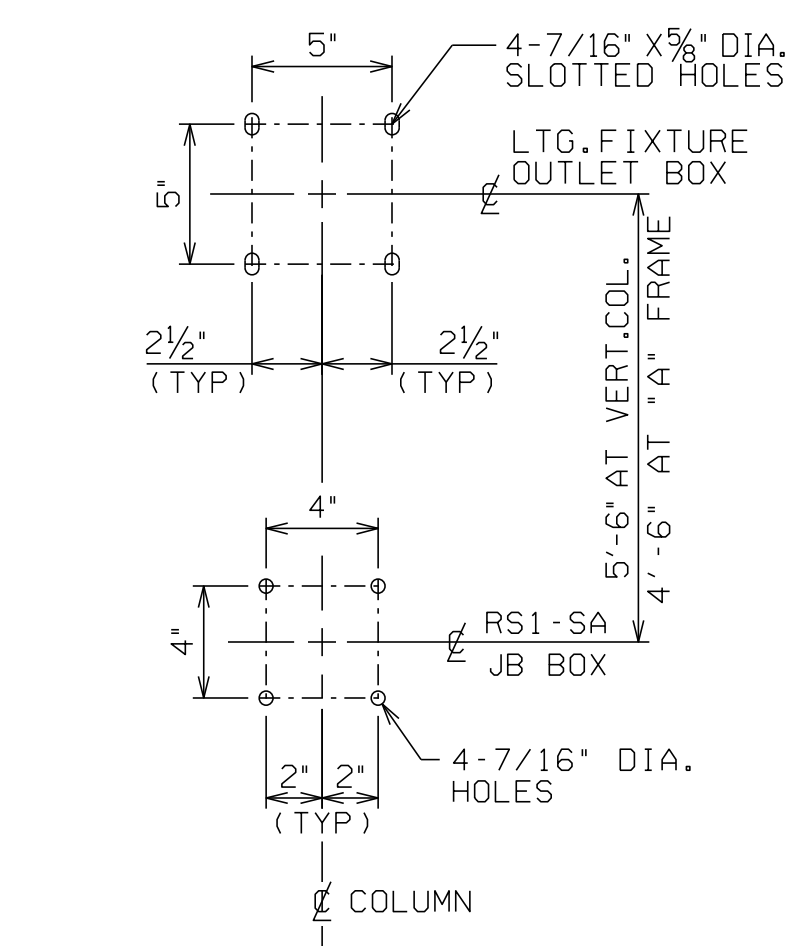 5"
4-7/16" X 5/8" DIA.
SLOTTED HOLES
LTG.FIXTURE
OUTLET BOX
℄
5"
5'-6" AT VERT.COL.
4'-6" AT "A" FRAME
2½"
(TYP)
2½"
(TYP)
4"
4"
℄
RS1-SA
JB BOX
4-7/16" DIA.
HOLES
2" 2"
(TYP)
℄ COLUMN